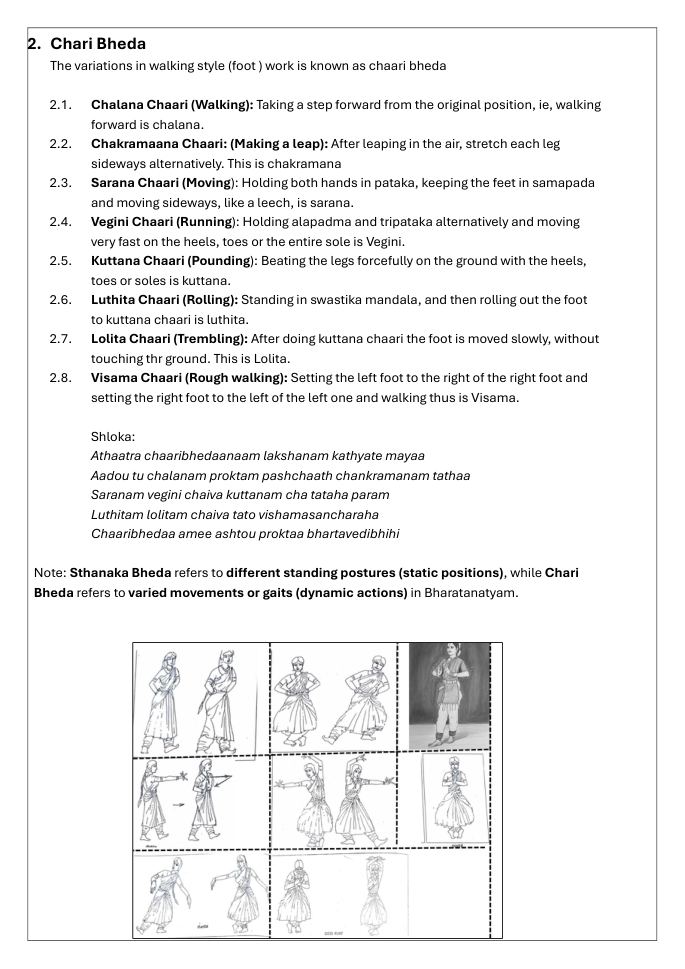 2. Chari Bheda
The variations in walking style (foot ) work is known as chaari bheda
2.1. Chalana Chaari (Walking): Taking a step forward from the original position, ie, walking
forward is chalana.
2.2. Chakramaana Chaari: (Making a leap): After leaping in the air, stretch each leg
sideways alternatively. This is chakramana
2.3. Sarana Chaari (Moving): Holding both hands in pataka, keeping the feet in samapada
and moving sideways, like a leech, is sarana.
2.4. Vegini Chaari (Running): Holding alapadma and tripataka alternatively and moving
very fast on the heels, toes or the entire sole is Vegini.
2.5. Kuttana Chaari (Pounding): Beating the legs forcefully on the ground with the heels,
toes or soles is kuttana.
2.6. Luthita Chaari (Rolling): Standing in swastika mandala, and then rolling out the foot
to kuttana chaari is luthita.
2.7. Lolita Chaari (Trembling): After doing kuttana chaari the foot is moved slowly, without
touching thr ground. This is Lolita.
2.8. Visama Chaari (Rough walking): Setting the left foot to the right of the right foot and
setting the right foot to the left of the left one and walking thus is Visama.
Shloka:
Athaatra chaaribhedaanaam lakshanam kathyate mayaa
Aadou tu chalanam proktam pashchaath chankramanam tathaa
Saranam vegini chaiva kuttanam cha tataha param
Luthitam lolitam chaiva tato vishamasancharaha
Chaaribhedaa amee ashtou proktaa bhartavedibhihi
Note: Sthanaka Bheda refers to different standing postures (static positions), while Chari
Bheda refers to varied movements or gaits (dynamic actions) in Bharatanatyam.